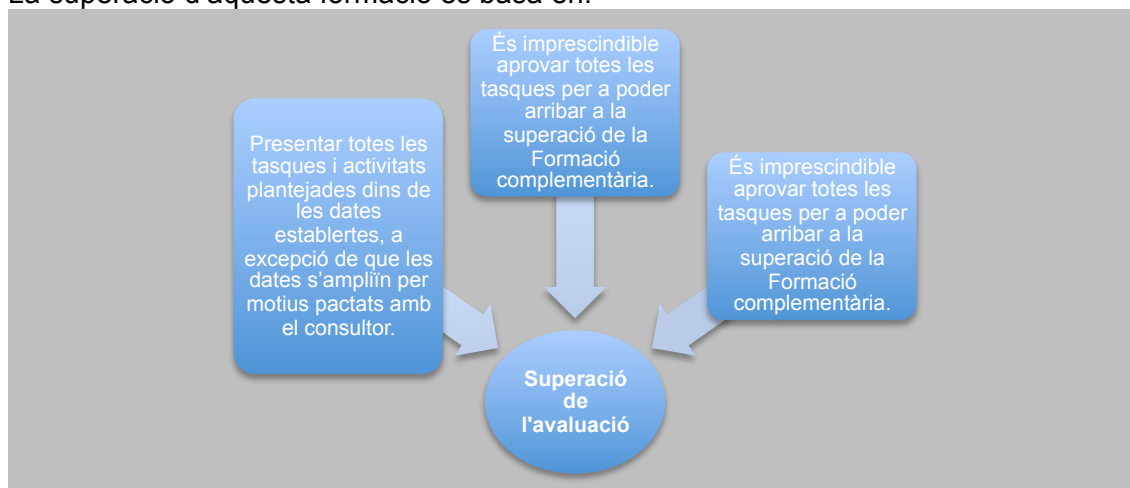 La superació d'aquesta formació es basa en:
Presentar totes les
tasques i activitats
plantejades dins de
les dates
establertes, a
excepció de que les
dates s'ampliïn per
motius pactats amb
el consultor.
És imprescindible
aprovar totes les
tasques per a poder
arribar a la
superació de la
Formació
complementària.
És imprescindible
aprovar totes les
tasques per a poder
arribar a la
superació de la
Formació
complementària.
Superació
de
l'avaluació